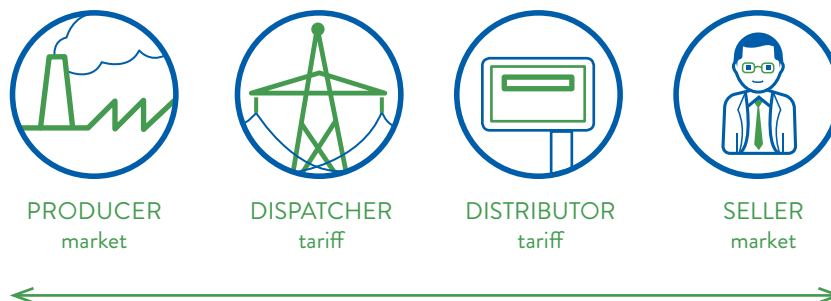 PRODUCER
market
DISPATCHER
tariff
DISTRIBUTOR
tariff
SELLER
market